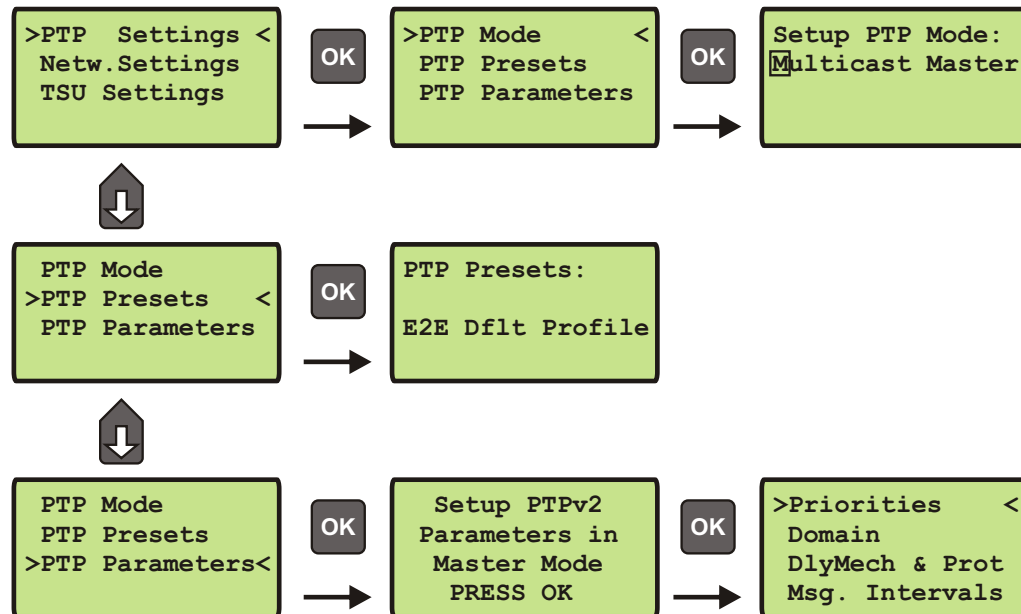 >PTP  Settings <
Netw.Settings
TSU Settings
OK
>PTP Mode      <
PTP Presets
PTP Parameters
OK
Setup PTP Mode:
Multicast Master
PTP Mode
>PTP Presets   <
PTP Parameters
OK
PTP Presets:
E2E Dflt Profile
PTP Mode
PTP Presets
>PTP Parameters<
OK
Setup PTPv2
Parameters in
Master Mode
PRESS OK
OK
>Priorities    <
Domain
DlyMech & Prot
Msg. Intervals